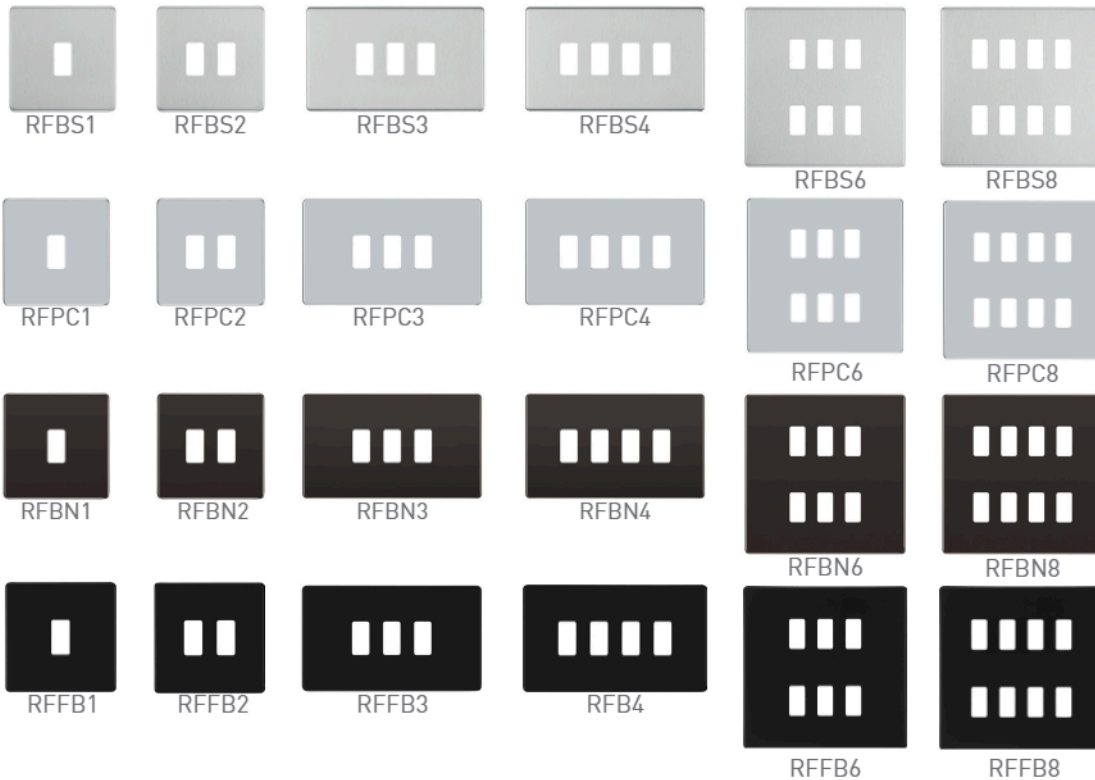 RFBS1 RFBS2 RFBS3 RFBS4
RFBS6 RFBS8
RFPC1 RFPC2 RFPC3 RFPC4
RFPC6 RFPC8
RFBN1 RFBN2 RFBN3 RFBN4
RFBN6 RFBN8
RFFB1 RFFB2 RFFB3 RFB4
RFFB6 RFFB8